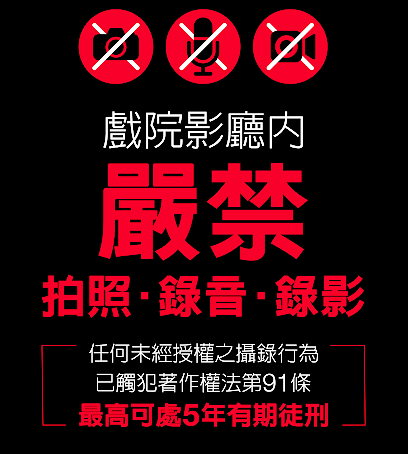 戲院影廳內
嚴禁
拍照·錄音·錄影
任何未經授權之攝錄行為
已觸犯著作權法第91條
最高可處5年有期徒刑